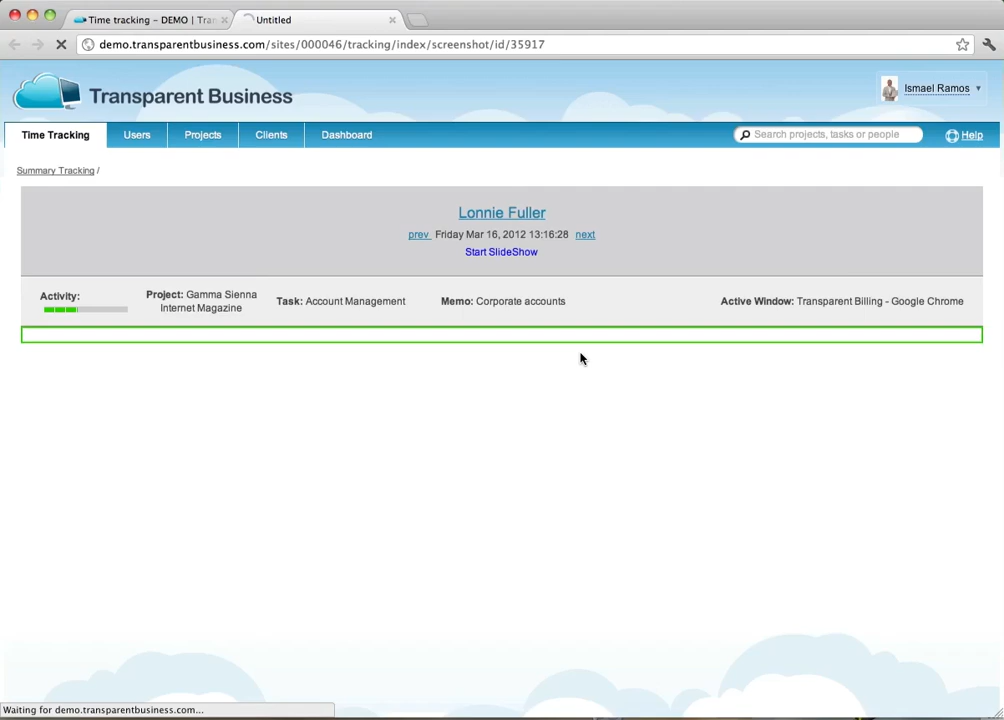 Time tracking – DEMO | Tran
Untitled
demo.transparentbusiness.com/sites/000046/tracking/index/screenshot/id/35917
Transparent Business
Ismael Ramos
Time Tracking Users Projects Clients Dashboard
Search projects, tasks or people
Help
Summary Tracking /
Lonnie Fuller
prev Friday Mar 16, 2012 13:16:28 next
Start SlideShow
Activity:
Project: Gamma Sienna
Internet Magazine
Task: Account Management
Memo: Corporate accounts
Active Window: Transparent Billing - Google Chrome
Waiting for demo.transparentbusiness.com...